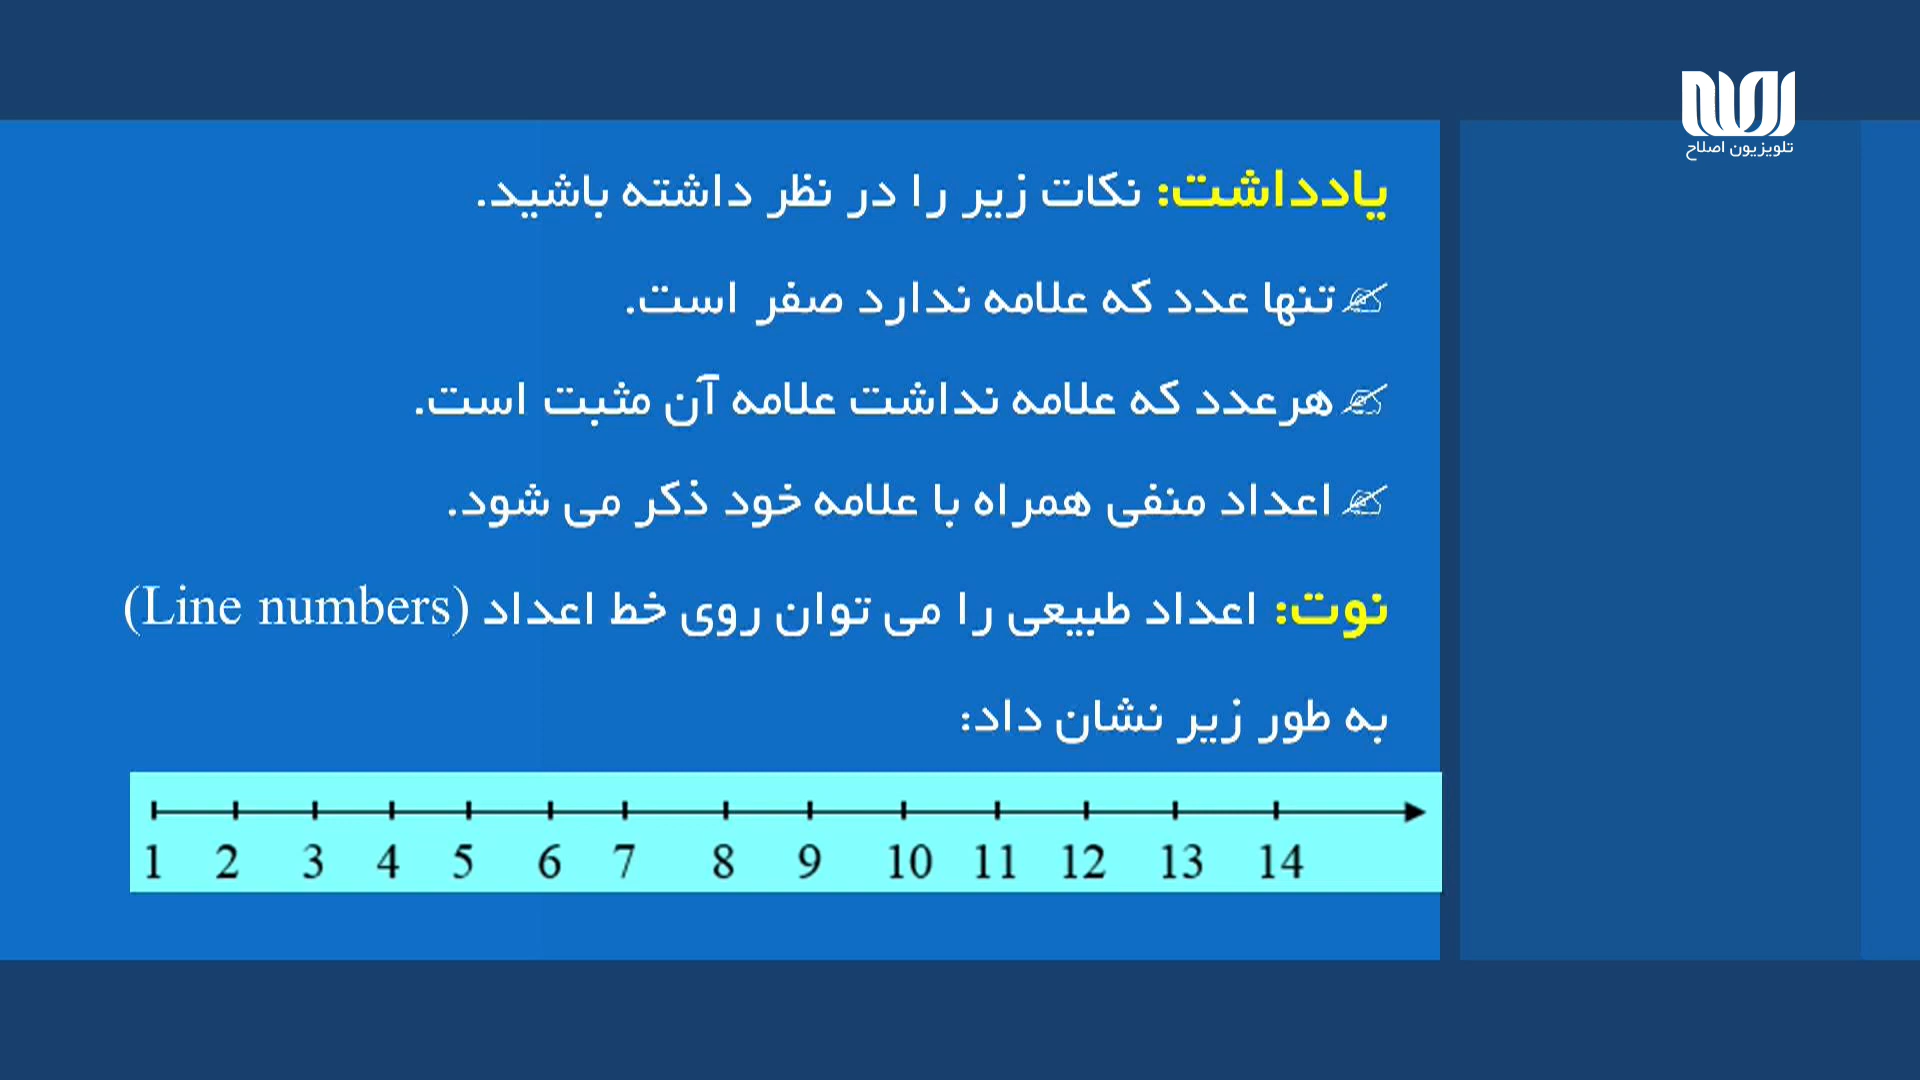 تلویزیون اصلاح
یادداشت: نکات زیر را در نظر داشته باشید.
تنها عدد که علامه ندارد صفر است.
هرعدد که علامه نداشت علامه آن مثبت است.
اعداد منفی همراه با علامه خود ذکر می شود.
نوت: اعداد طبیعی را می توان روی خط اعداد (Line numbers)
به طور زیر نشان داد:
1 2 3 4 5 6 7 8 9 10 11 12 13 14